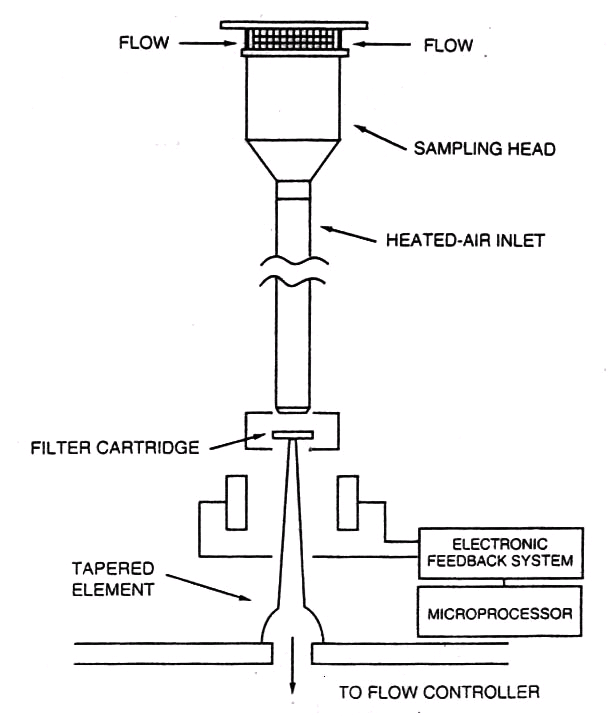 FLOW
FLOW
SAMPLING HEAD
HEATED-AIR INLET
FILTER CARTRIDGE
ELECTRONIC
FEEDBACK SYSTEM
TAPERED
ELEMENT
MICROPROCESSOR
TO FLOW CONTROLLER